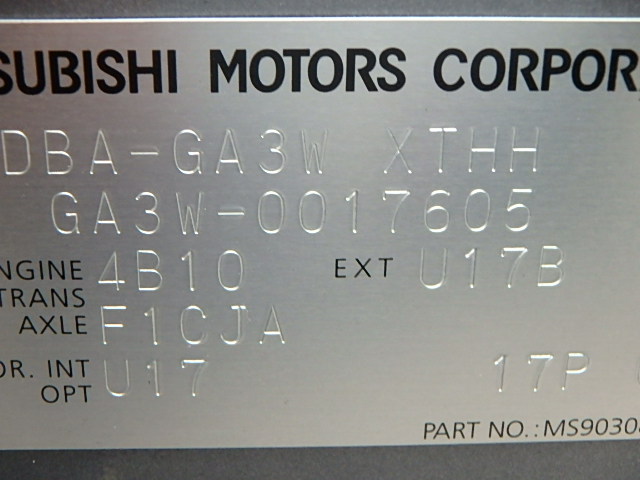 SUBISHI MOTORS CORPOR
DBA-GA3W XTHH
GA3W-0017605
NGINE 4B10 EXT U17B
TRANS
AXLE F1CJA
OR. INT U17
OPT 17P
PART NO.: MS9030